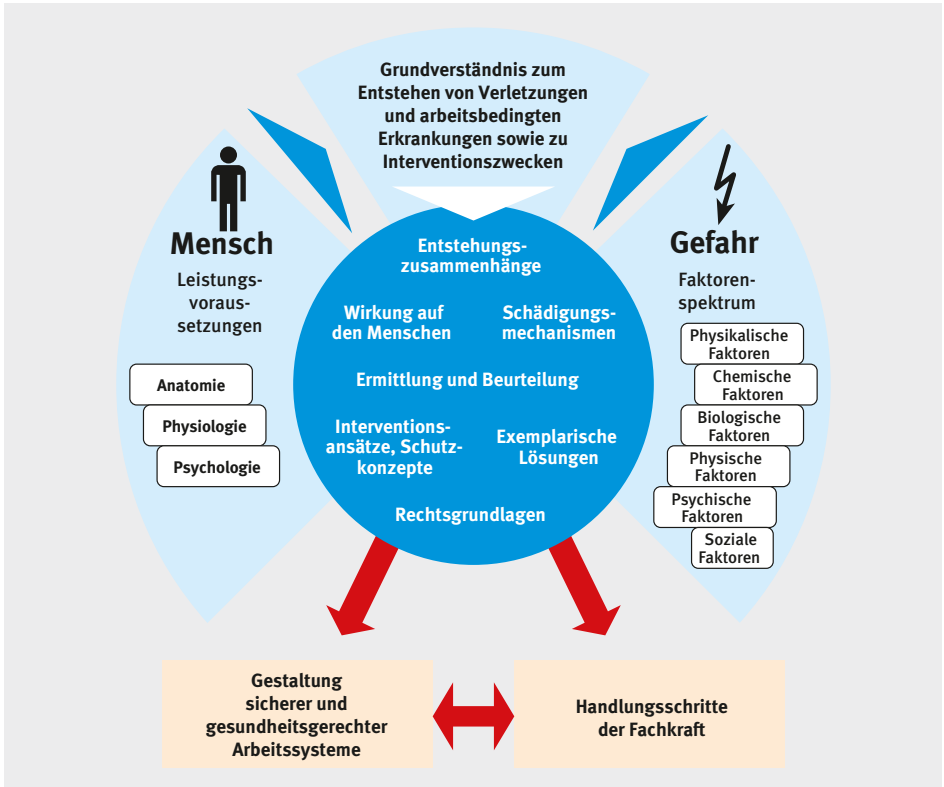 Grundverständnis zum
Entstehen von Verletzungen
und arbeitsbedingten
Erkrankungen sowie zu
Interventionszwecken
Mensch
Leistungs-
voraus-
setzungen
Anatomie
Physiologie
Psychologie
Entstehungs-
zusammenhänge
Wirkung auf
den Menschen
Schädigungs-
mechanismen
Ermittlung und Beurteilung
Interventions-
ansätze, Schutz-
konzepte
Exemplarische
Lösungen
Rechtsgrundlagen
Gefahr
Faktoren-
spektrum
Physikalische
Faktoren
Chemische
Faktoren
Biologische
Faktoren
Physische
Faktoren
Psychische
Faktoren
Soziale
Faktoren
Gestaltung
sicherer und
gesundheitsgerechter
Arbeitssysteme
Handlungsschritte
der Fachkraft